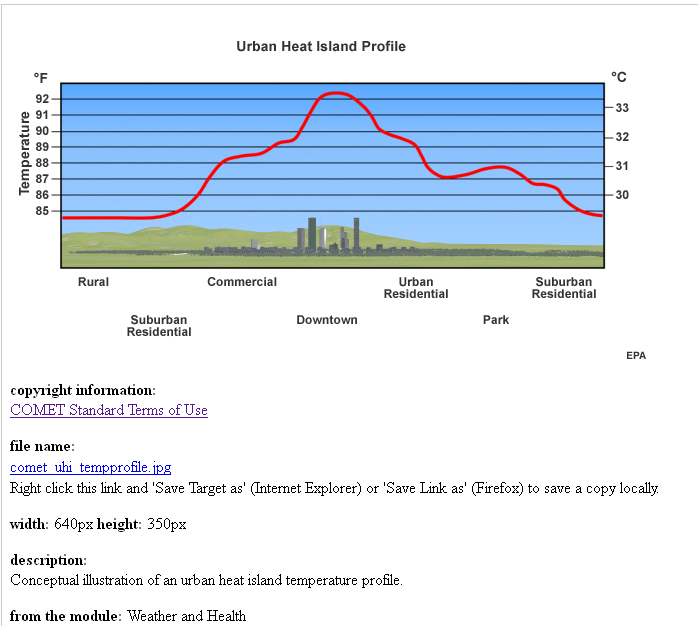 Urban Heat Island Profile
°F
°C
92
91
90
89
88
87
86
85
Temperature
33
32
31
30
Rural
Commercial
Urban
Residential
Suburban
Residential
Suburban
Residential
Downtown
Park
EPA
copyright information:
COMET Standard Terms of Use
file name:
comet_uhi_tempprofile.jpg
Right click this link and 'Save Target as' (Internet Explorer) or 'Save Link as' (Firefox) to save a copy locally.
width: 640px height: 350px
description:
Conceptual illustration of an urban heat island temperature profile.
from the module: Weather and Health